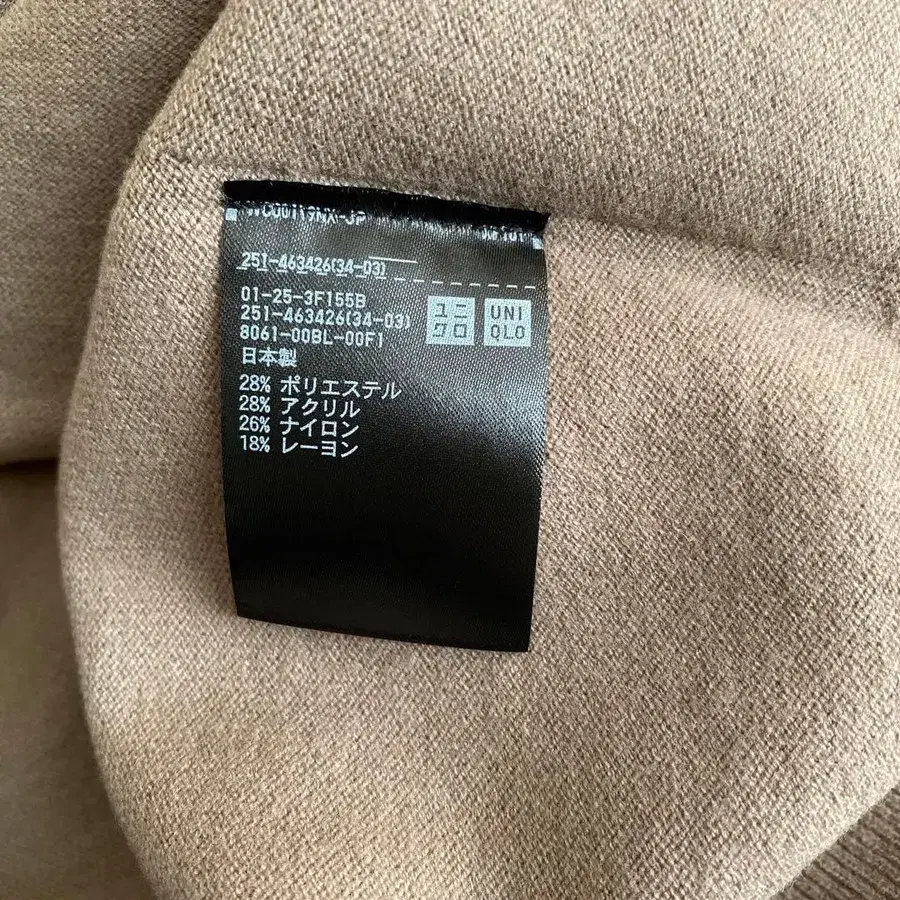 251-463426(34-03)
01-25-3F155B
251-463426(34-03)
8061-00BL-00F1
日本製
28% ポリエステル
28% アクリル
26% ナイロン
18% レーヨン
ユニ
クロ
UNI
QLO